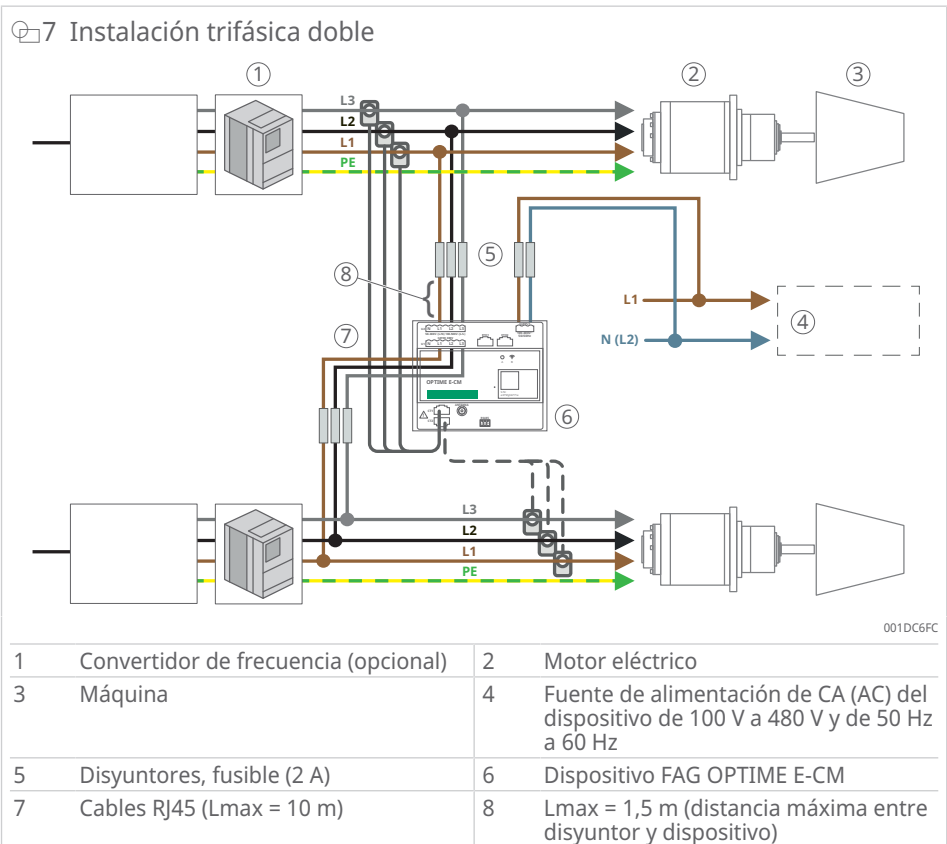 7 Instalación trifásica doble
1
2
3
L3
L2
L1
PE
5
8
L1
4
N (L2)
7
OPTIME E-CM
6
L3
L2
L1
PE
001DC6FC
1 Convertidor de frecuencia (opcional)
2 Motor eléctrico
3 Máquina
4 Fuente de alimentación de CA (AC) del
dispositivo de 100 V a 480 V y de 50 Hz
a 60 Hz
5 Disyuntores, fusible (2 A)
6 Dispositivo FAG OPTIME E-CM
7 Cables RJ45 (Lmax = 10 m)
8 Lmax = 1,5 m (distancia máxima entre
disyuntor y dispositivo)